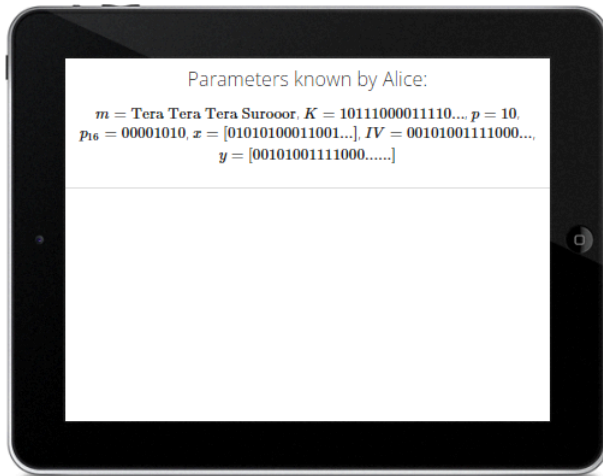 Parameters known by Alice:
m = Tera Tera Tera Surooor, K = 10111000011110..., p = 10,
p₁₆ = 00001010, x = [01010100011001...], IV = 00101001111000...,
y = [00101001111000......]